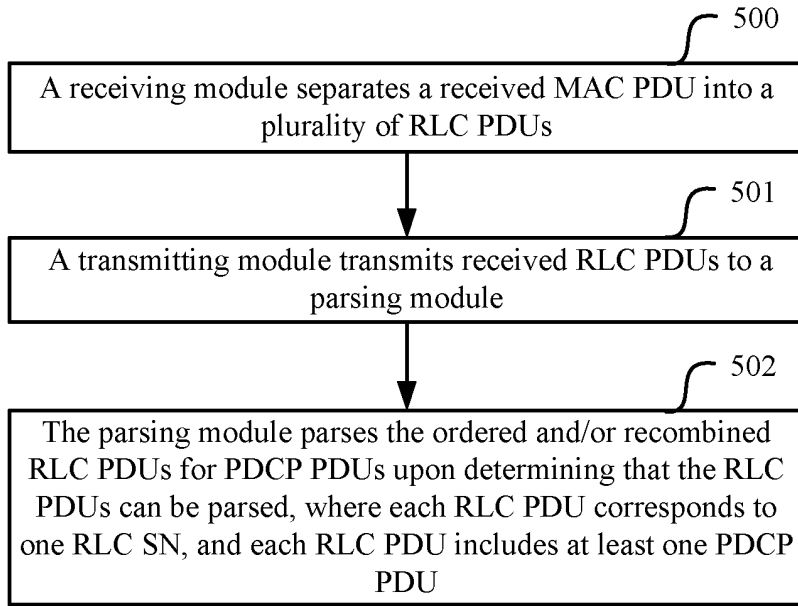 500
A receiving module separates a received MAC PDU into a
plurality of RLC PDUs
501
A transmitting module transmits received RLC PDUs to a
parsing module
502
The parsing module parses the ordered and/or recombined
RLC PDUs for PDCP PDUs upon determining that the RLC
PDUs can be parsed, where each RLC PDU corresponds to
one RLC SN, and each RLC PDU includes at least one PDCP
PDU